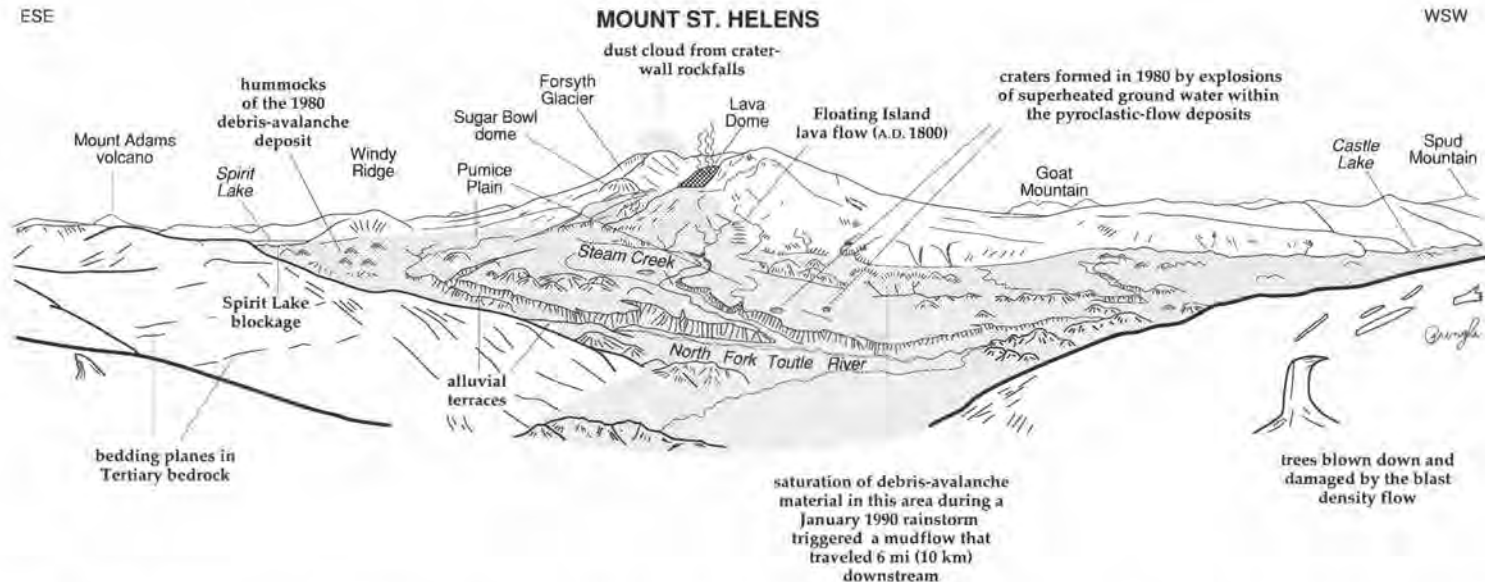 ESE
MOUNT ST. HELENS
WSW
dust cloud from crater-
wall rockfalls
hummocks
of the 1980
debris-avalanche
deposit
Forsyth
Glacier
Lava
Dome
craters formed in 1980 by explosions
of superheated ground water within
the pyroclastic-flow deposits
Sugar Bowl
dome
Floating Island
lava flow (A.D. 1800)
Mount Adams
volcano
Spirit
Lake
Windy
Ridge
Pumice
Plain
Goat
Mountain
Castle
Lake
Spud
Mountain
Steam Creek
Spirit Lake
blockage
North Fork Toutle River
alluvial
terraces
bedding planes in
Tertiary bedrock
saturation of debris-avalanche
material in this area during a
January 1990 rainstorm
triggered a mudflow that
traveled 6 mi (10 km)
downstream
trees blown down and
damaged by the blast
density flow